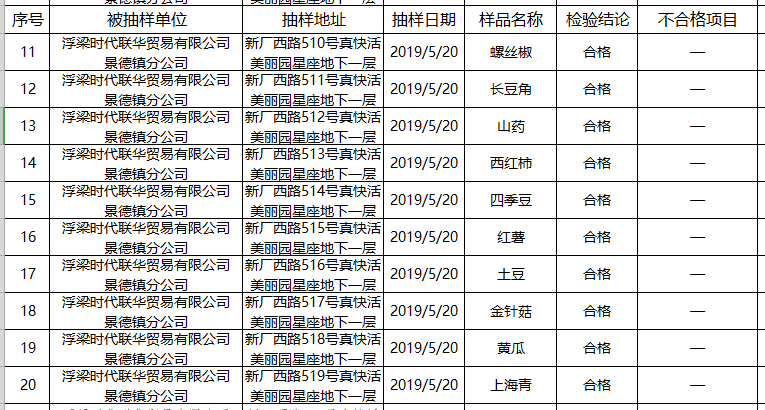 序号 被抽样单位 抽样地址 抽样日期 样品名称 检验结论 不合格项目
11 浮梁时代联华贸易有限公司景德镇分公司 新厂西路510号真快活美丽园星座地下一层 2019/5/20 螺丝椒 合格 —
12 浮梁时代联华贸易有限公司景德镇分公司 新厂西路511号真快活美丽园星座地下一层 2019/5/20 长豆角 合格 —
13 浮梁时代联华贸易有限公司景德镇分公司 新厂西路512号真快活美丽园星座地下一层 2019/5/20 山药 合格 —
14 浮梁时代联华贸易有限公司景德镇分公司 新厂西路513号真快活美丽园星座地下一层 2019/5/20 西红柿 合格 —
15 浮梁时代联华贸易有限公司景德镇分公司 新厂西路514号真快活美丽园星座地下一层 2019/5/20 四季豆 合格 —
16 浮梁时代联华贸易有限公司景德镇分公司 新厂西路515号真快活美丽园星座地下一层 2019/5/20 红薯 合格 —
17 浮梁时代联华贸易有限公司景德镇分公司 新厂西路516号真快活美丽园星座地下一层 2019/5/20 土豆 合格 —
18 浮梁时代联华贸易有限公司景德镇分公司 新厂西路517号真快活美丽园星座地下一层 2019/5/20 金针菇 合格 —
19 浮梁时代联华贸易有限公司景德镇分公司 新厂西路518号真快活美丽园星座地下一层 2019/5/20 黄瓜 合格 —
20 浮梁时代联华贸易有限公司景德镇分公司 新厂西路519号真快活美丽园星座地下一层 2019/5/20 上海青 合格 —